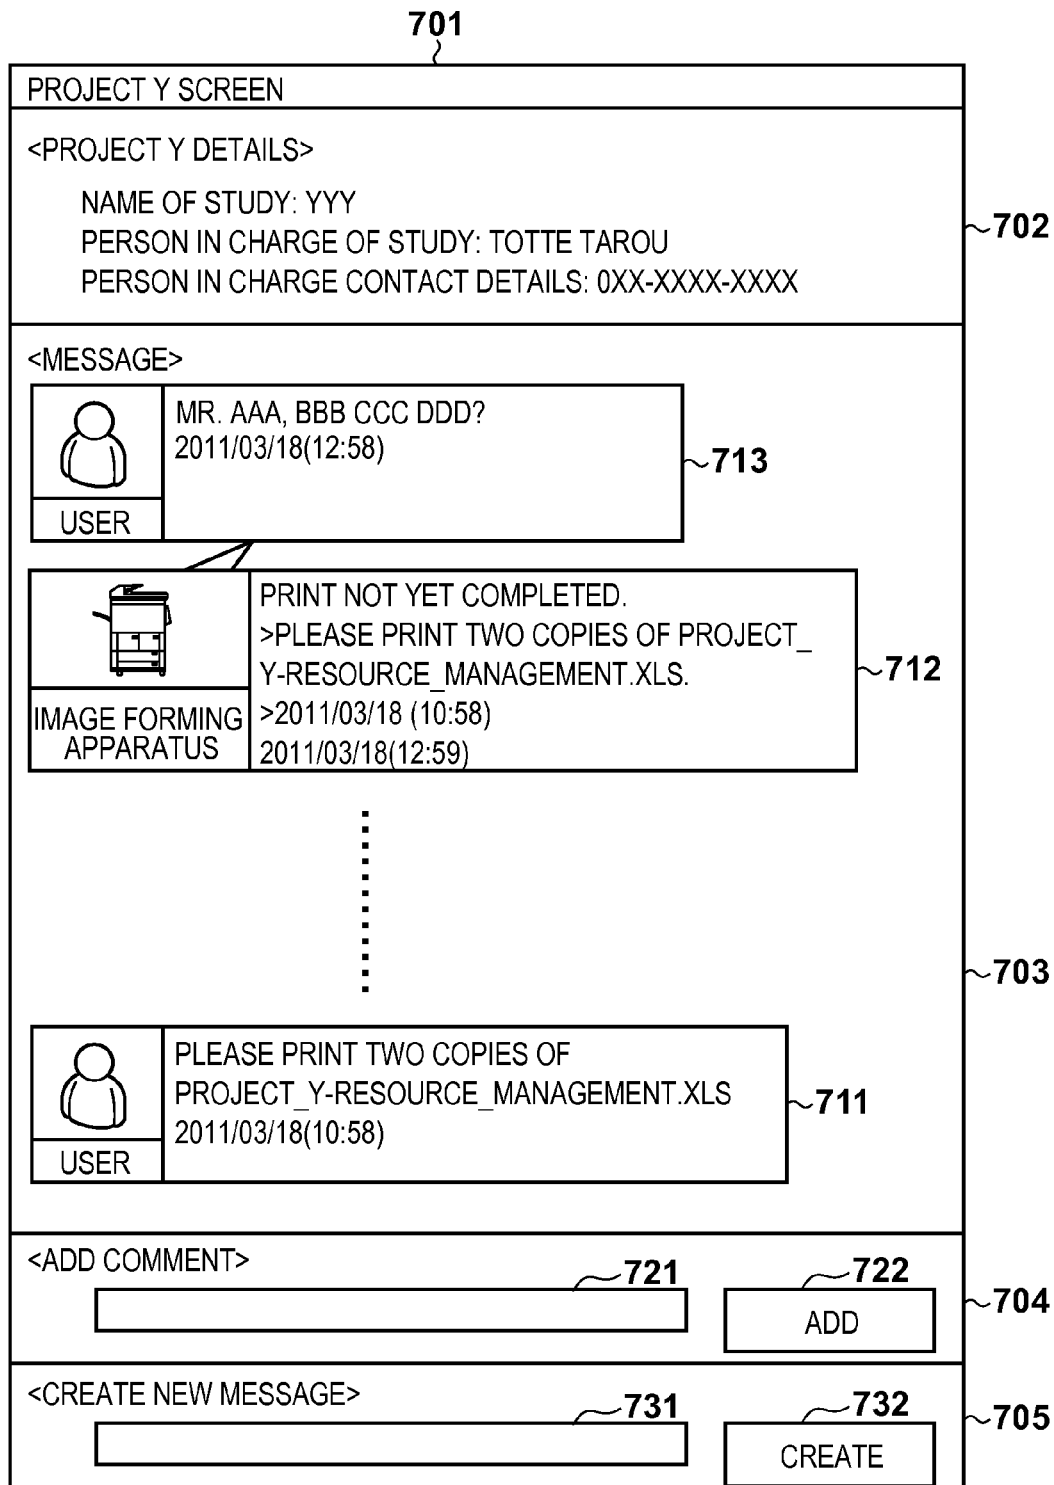 701
PROJECT Y SCREEN
<PROJECT Y DETAILS>
NAME OF STUDY: YYY
PERSON IN CHARGE OF STUDY: TOTTE TAROU
PERSON IN CHARGE CONTACT DETAILS: 0XX-XXXX-XXXX
702
<MESSAGE>
MR. AAA, BBB CCC DDD?
2011/03/18(12:58)
USER
713
PRINT NOT YET COMPLETED.
>PLEASE PRINT TWO COPIES OF PROJECT_
Y-RESOURCE_MANAGEMENT.XLS.
>2011/03/18 (10:58)
2011/03/18(12:59)
IMAGE FORMING
APPARATUS
712
703
PLEASE PRINT TWO COPIES OF
PROJECT_Y-RESOURCE_MANAGEMENT.XLS
2011/03/18(10:58)
USER
711
<ADD COMMENT>
721
722
ADD
704
<CREATE NEW MESSAGE>
731
732
CREATE
705